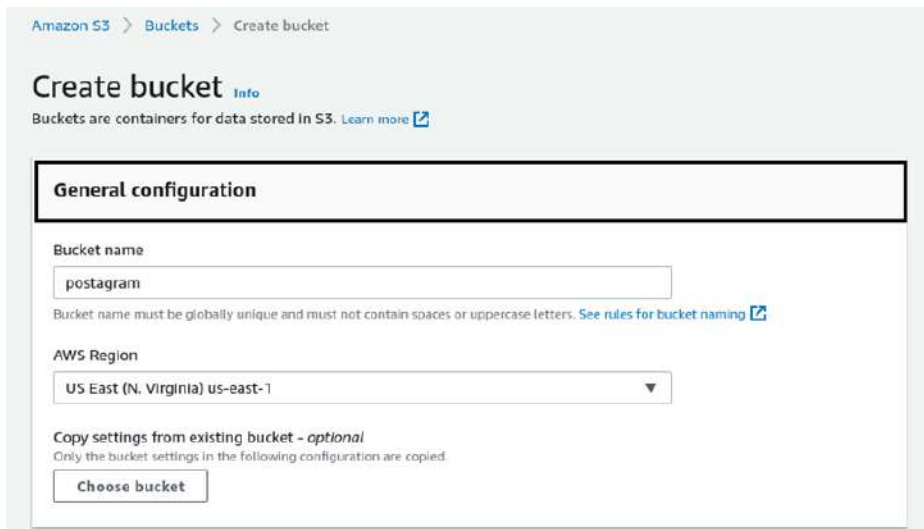 Amazon S3 > Buckets > Create bucket
Create bucket Info
Buckets are containers for data stored in S3. Learn more
General configuration
Bucket name
postagram
Bucket name must be globally unique and must not contain spaces or uppercase letters. See rules for bucket naming
AWS Region
US East (N. Virginia) us-east-1
Copy settings from existing bucket - optional
Only the bucket settings in the following configuration are copied.
Choose bucket